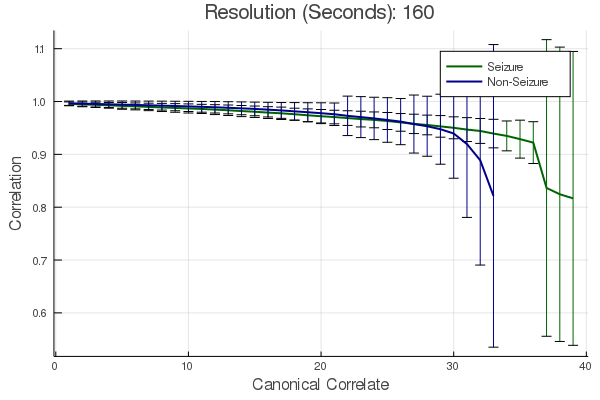 Resolution (Seconds): 160
1.1
1.0
0.9
0.8
0.7
0.6
Correlation
Seizure
Non-Seizure
0
10
20
30
40
Canonical Correlate